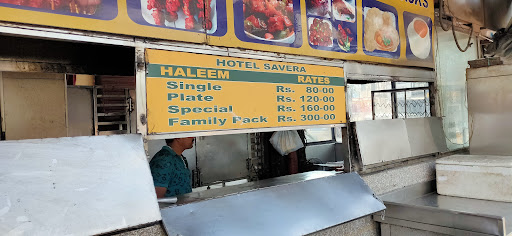 HOTEL SAVERA
HALEEM RATES
Single Rs. 80-00
Plate Rs. 120-00
Special Rs. 160-00
Family Pack Rs. 300-00